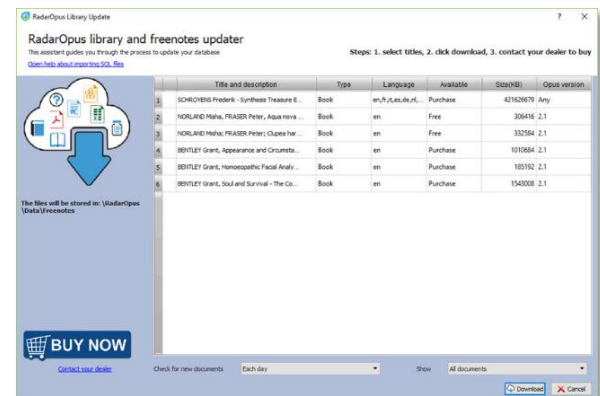 RadarOpus Library Update
? ×
RadarOpus library and freenotes updater
This assistant guides you through the process to update your database
Open help about importing SQL files
Steps: 1. select titles, 2. click download, 3. contact your dealer to buy
Title and description Type Language Available Size(KB) Opus version
1 SCHROYENS Frederik - Synthesis Treasure E... Book en,fr,it,es,de,nl,... Purchase 421626679 Any
2 NORLAND Misha, FRASER Peter, Aqua nova ... Book en Free 306416 2.1
3 NORLAND Misha; FRASER Peter; Clupea har... Book en Free 332584 2.1
4 BENTLEY Grant, Appearance and Circumsta... Book en Purchase 1010684 2.1
5 BENTLEY Grant, Homoeopathic Facial Analy... Book en Purchase 185192 2.1
6 BENTLEY Grant, Soul and Survival - The Co... Book en Purchase 1543008 2.1
The files will be stored in: \RadarOpus
\Data\Freenotes
BUY NOW
Contact your dealer
Check for new documents Each day Show All documents
Download Cancel